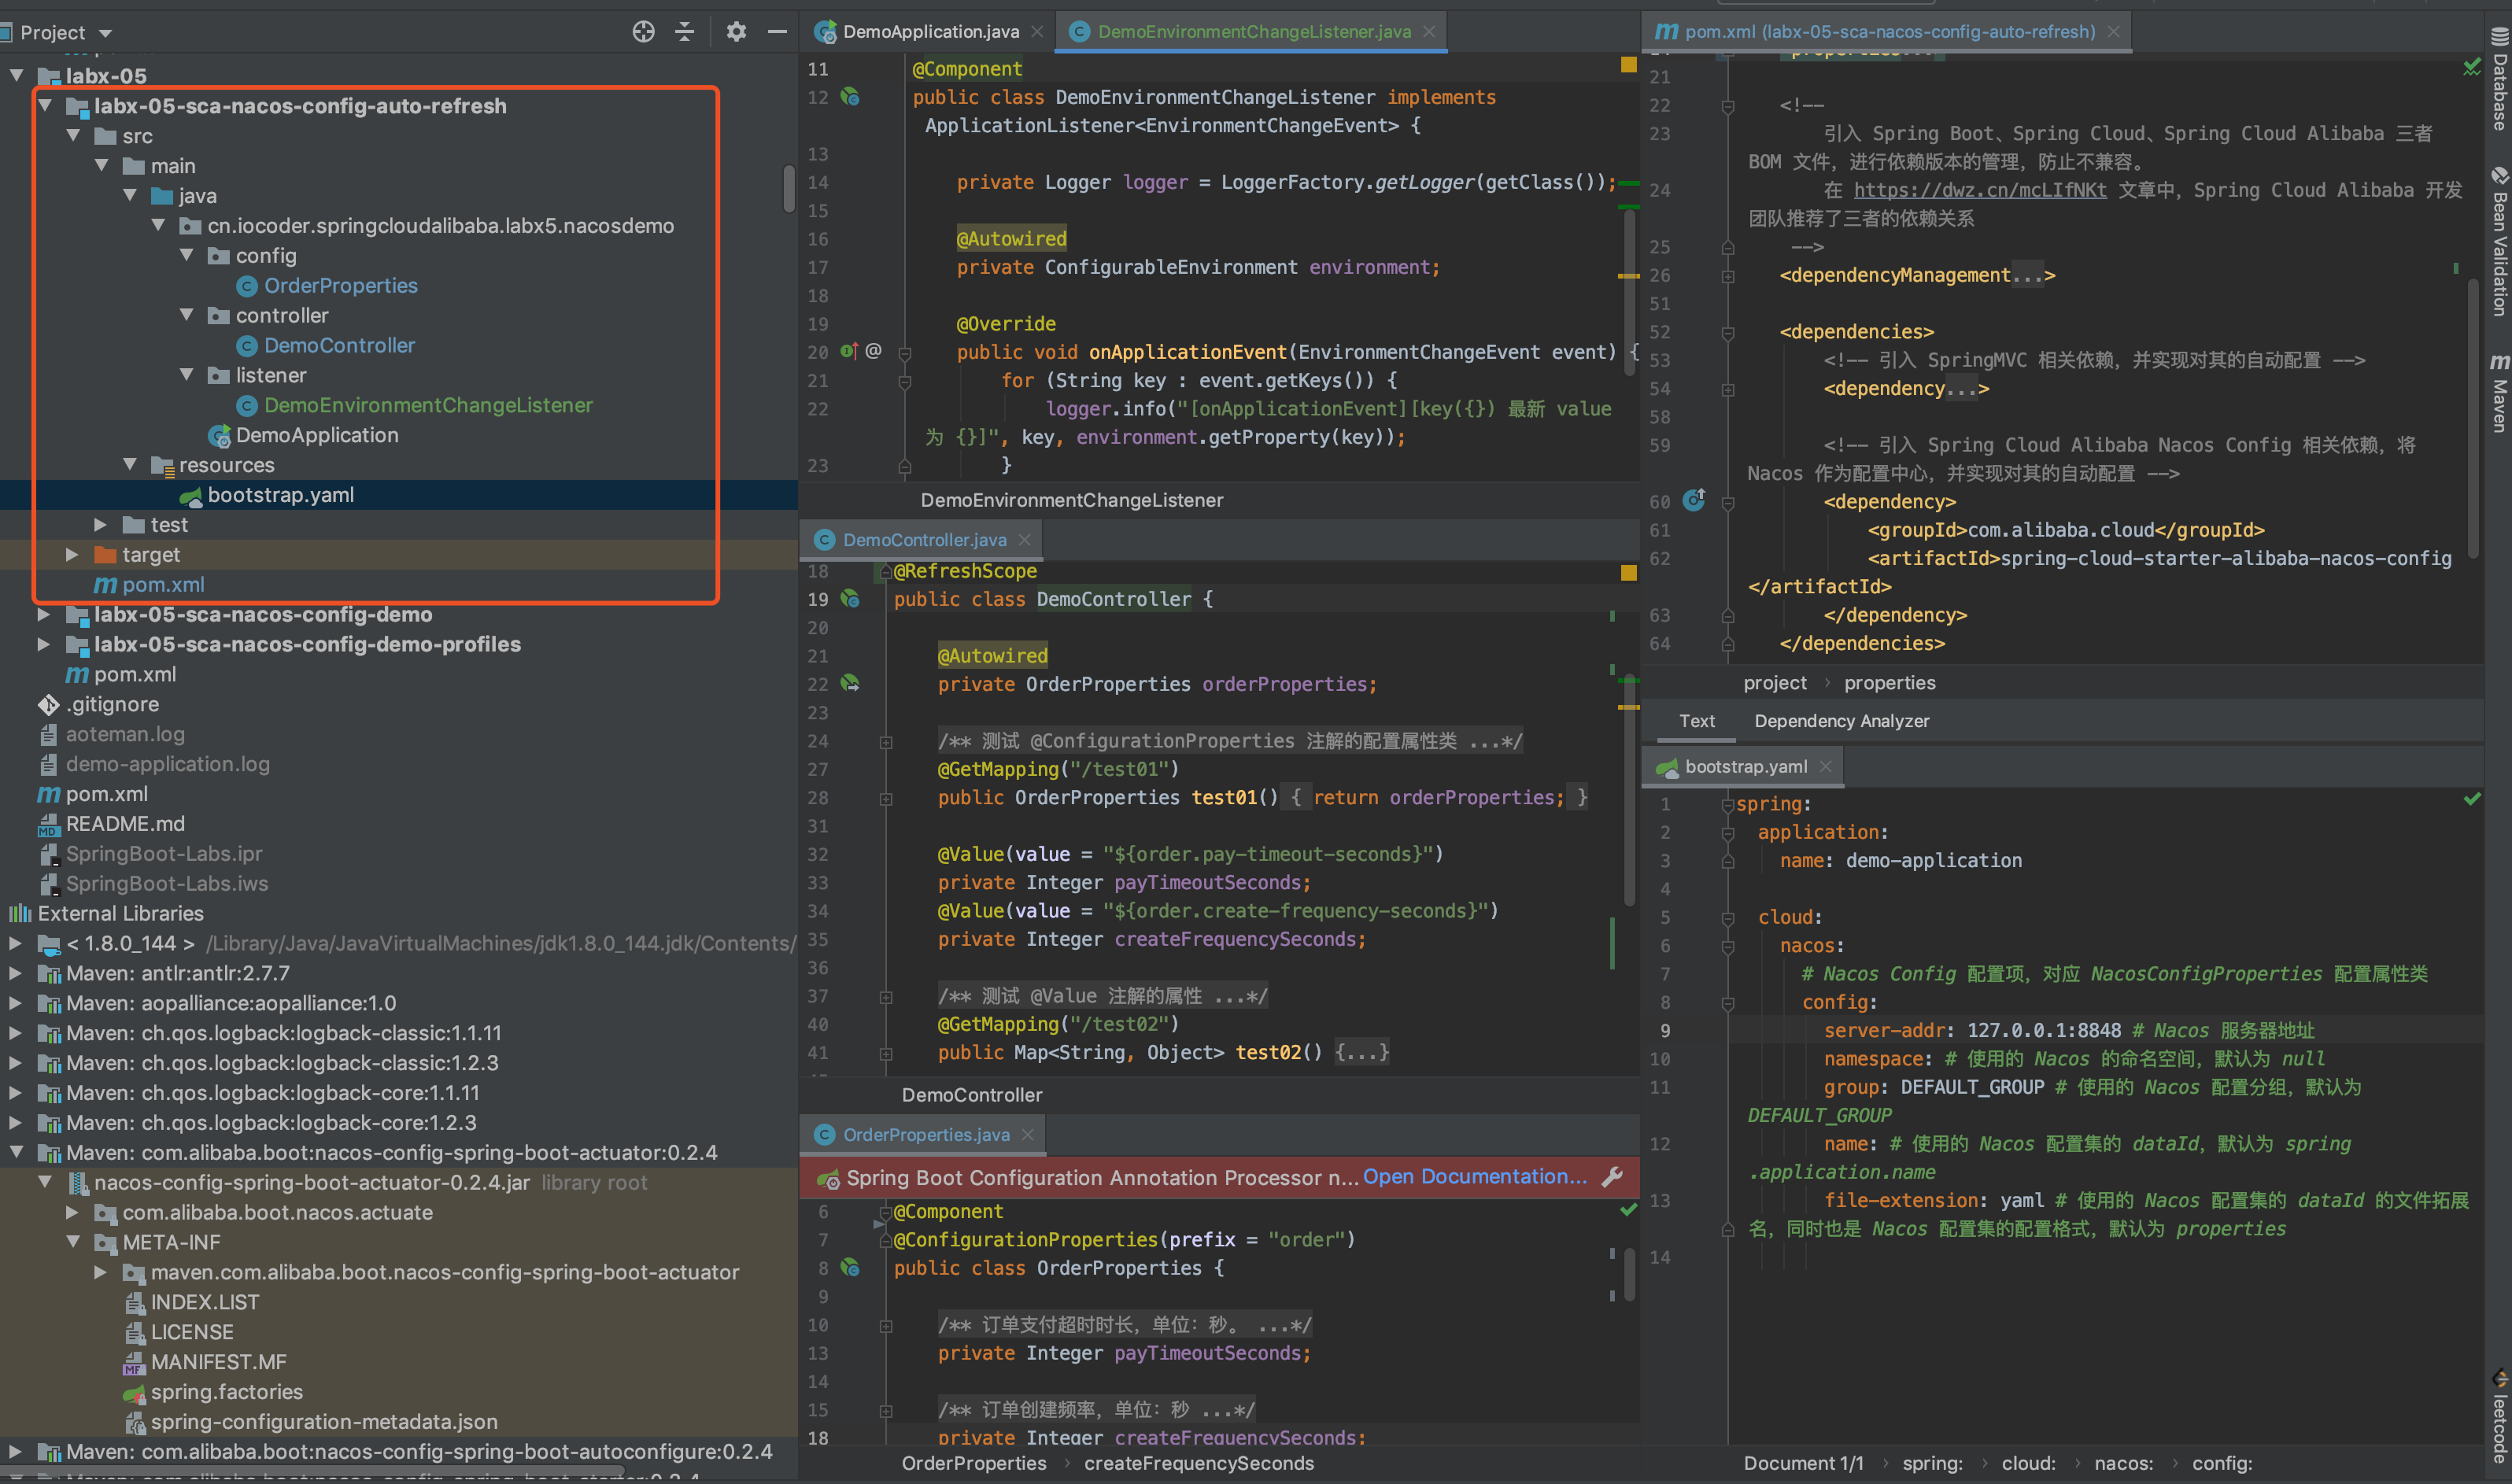 Project
labx-05
labx-05-sca-nacos-config-auto-refresh
src
main
java
cn.iocoder.springcloudalibaba.labx5.nacosdemo
config
OrderProperties
controller
DemoController
listener
DemoEnvironmentChangeListener
DemoApplication
resources
bootstrap.yaml
test
target
pom.xml
labx-05-sca-nacos-config-demo
labx-05-sca-nacos-config-demo-profiles
pom.xml
.gitignore
aoteman.log
demo-application.log
pom.xml
README.md
SpringBoot-Labs.ipr
SpringBoot-Labs.iws
External Libraries
< 1.8.0_144 > /Library/Java/JavaVirtualMachines/jdk1.8.0_144.jdk/Contents/
Maven: antlr:antlr:2.7.7
Maven: aopalliance:aopalliance:1.0
Maven: ch.qos.logback:logback-classic:1.1.11
Maven: ch.qos.logback:logback-classic:1.2.3
Maven: ch.qos.logback:logback-core:1.1.11
Maven: ch.qos.logback:logback-core:1.2.3
Maven: com.alibaba.boot:nacos-config-spring-boot-actuator:0.2.4
nacos-config-spring-boot-actuator-0.2.4.jar library root
com.alibaba.boot.nacos.actuate
META-INF
maven.com.alibaba.boot.nacos-config-spring-boot-actuator
INDEX.LIST
LICENSE
MANIFEST.MF
spring.factories
spring-configuration-metadata.json
Maven: com.alibaba.boot:nacos-config-spring-boot-autoconfigure:0.2.4
DemoApplication.java
DemoEnvironmentChangeListener.java
11 @Component
12 public class DemoEnvironmentChangeListener implements
ApplicationListener<EnvironmentChangeEvent> {
13
14 private Logger logger = LoggerFactory.getLogger(getClass());
15
16 @Autowired
17 private ConfigurableEnvironment environment;
18
19 @Override
20 @ public void onApplicationEvent(EnvironmentChangeEvent event) {
21 for (String key : event.getKeys()) {
22 logger.info("[onApplicationEvent][key({}) 最新 value
为 {}]", key, environment.getProperty(key));
23 }
DemoEnvironmentChangeListener
DemoController.java
18 @RefreshScope
19 public class DemoController {
20
21 @Autowired
22 private OrderProperties orderProperties;
23
24 /** 测试 @ConfigurationProperties 注解的配置属性类 ...*/
27 @GetMapping("/test01")
28 public OrderProperties test01() { return orderProperties; }
31
32 @Value(value = "${order.pay-timeout-seconds}")
33 private Integer payTimeoutSeconds;
34 @Value(value = "${order.create-frequency-seconds}")
35 private Integer createFrequencySeconds;
36
37 /** 测试 @Value 注解的属性 ...*/
40 @GetMapping("/test02")
41 public Map<String, Object> test02() {...}
DemoController
OrderProperties.java
Spring Boot Configuration Annotation Processor n... Open Documentation...
6 @Component
7 @ConfigurationProperties(prefix = "order")
8 public class OrderProperties {
9
10 /** 订单支付超时时长，单位：秒。 ...*/
13 private Integer payTimeoutSeconds;
14
15 /** 订单创建频率，单位：秒 ...*/
18 private Integer createFrequencySeconds;
OrderProperties › createFrequencySeconds
pom.xml (labx-05-sca-nacos-config-auto-refresh)
21
22 <!--
23 引入 Spring Boot、Spring Cloud、Spring Cloud Alibaba 三者
BOM 文件，进行依赖版本的管理，防止不兼容。
24 在 https://dwz.cn/mcLIfNKt 文章中，Spring Cloud Alibaba 开发
团队推荐了三者的依赖关系
25 -->
26 <dependencyManagement...>
51
52 <dependencies>
53 <!-- 引入 SpringMVC 相关依赖，并实现对其的自动配置 -->
54 <dependency...>
58
59 <!-- 引入 Spring Cloud Alibaba Nacos Config 相关依赖，将
Nacos 作为配置中心，并实现对其的自动配置 -->
60 <dependency>
61 <groupId>com.alibaba.cloud</groupId>
62 <artifactId>spring-cloud-starter-alibaba-nacos-config
</artifactId>
63 </dependency>
64 </dependencies>
project › properties
Text Dependency Analyzer
bootstrap.yaml
1 spring:
2 application:
3 name: demo-application
4
5 cloud:
6 nacos:
7 # Nacos Config 配置项，对应 NacosConfigProperties 配置属性类
8 config:
9 server-addr: 127.0.0.1:8848 # Nacos 服务器地址
10 namespace: # 使用的 Nacos 的命名空间，默认为 null
11 group: DEFAULT_GROUP # 使用的 Nacos 配置分组，默认为
DEFAULT_GROUP
12 name: # 使用的 Nacos 配置集的 dataId，默认为 spring
.application.name
13 file-extension: yaml # 使用的 Nacos 配置集的 dataId 的文件拓展
名，同时也是 Nacos 配置集的配置格式，默认为 properties
14
Document 1/1 › spring: › cloud: › nacos: › config:
Database
Bean Validation
Maven
leetcode